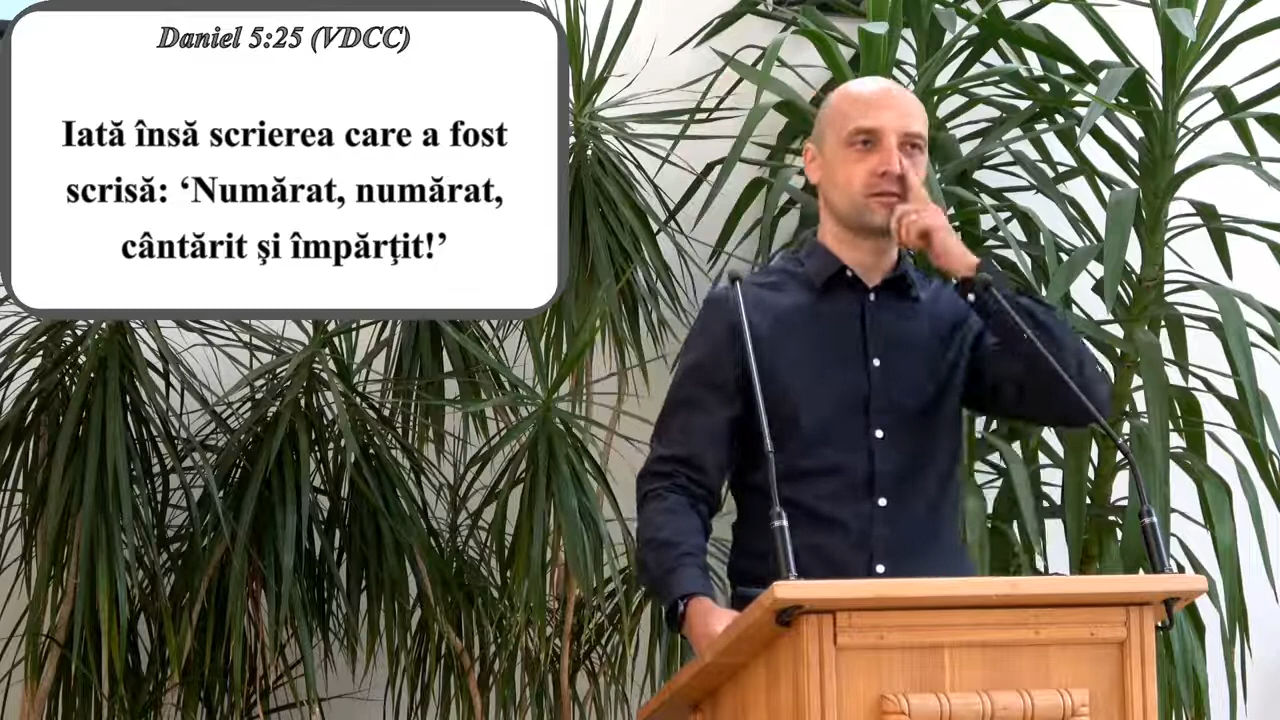 Daniel 5:25 (VDCC)
Iată însă scrierea care a fost
scrisă: ‘Numărat, numărat,
cântărit şi împărţit!’